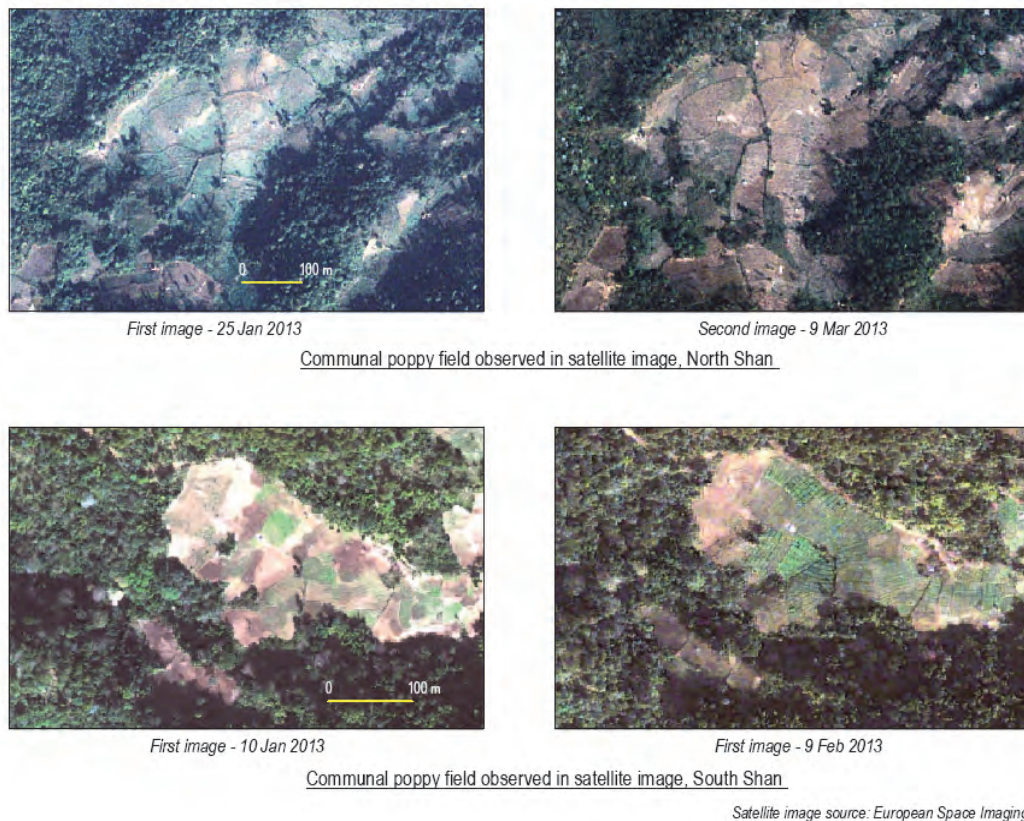 0 100 m
First image - 25 Jan 2013
Second image - 9 Mar 2013
Communal poppy field observed in satellite image, North Shan
0 100 m
First image - 10 Jan 2013
First image - 9 Feb 2013
Communal poppy field observed in satellite image, South Shan
Satellite image source: European Space Imaging